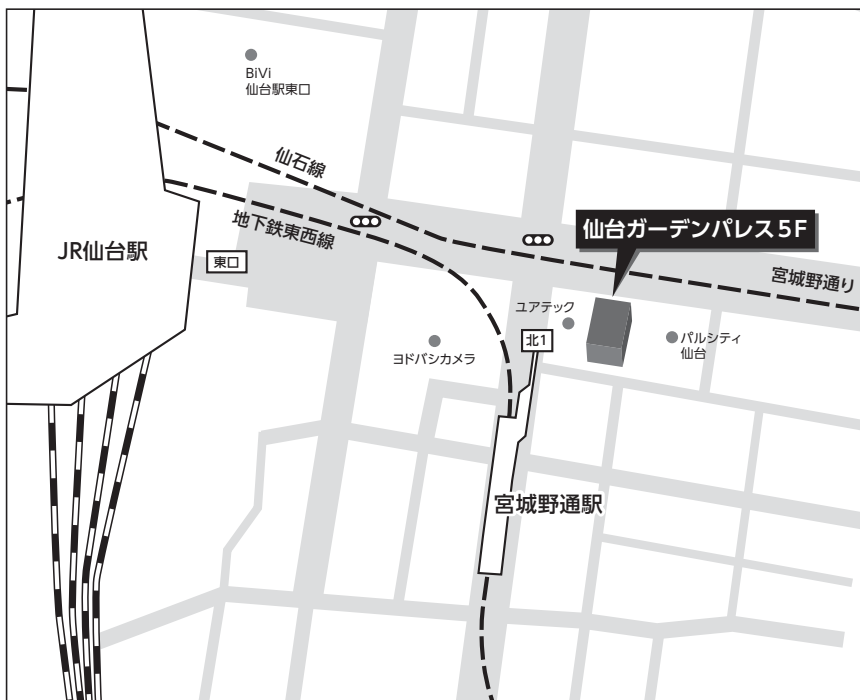 BiVi
仙台駅東口
仙石線
地下鉄東西線
仙台ガーデンパレス5F
JR仙台駅
東口
宮城野通り
ユアテック
北1
パルシティ
仙台
ヨドバシカメラ
宮城野通駅